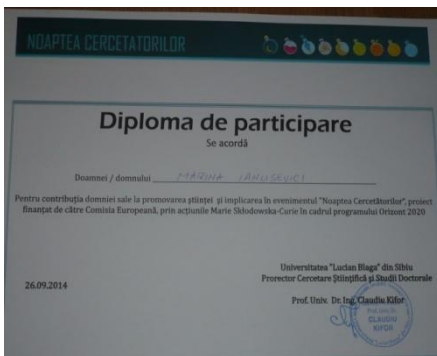 NOAPTEA CERCETATORILOR
Diploma de participare
Se acordă
Doamnei / domnului MARINA IANUSEVICI
Pentru contribuția domniei sale la promovarea științei și implicarea în evenimentul "Noaptea Cercetătorilor", proiect
finanțat de către Comisia Europeană, prin acțiunile Marie Skłodowska-Curie în cadrul programului Orizont 2020
Universitatea "Lucian Blaga" din Sibiu
Prorector Cercetare Științifică și Studii Doctorale
26.09.2014
Prof. Univ. Dr. Ing. Claudiu Kifor
CLAUDIU
KIFOR